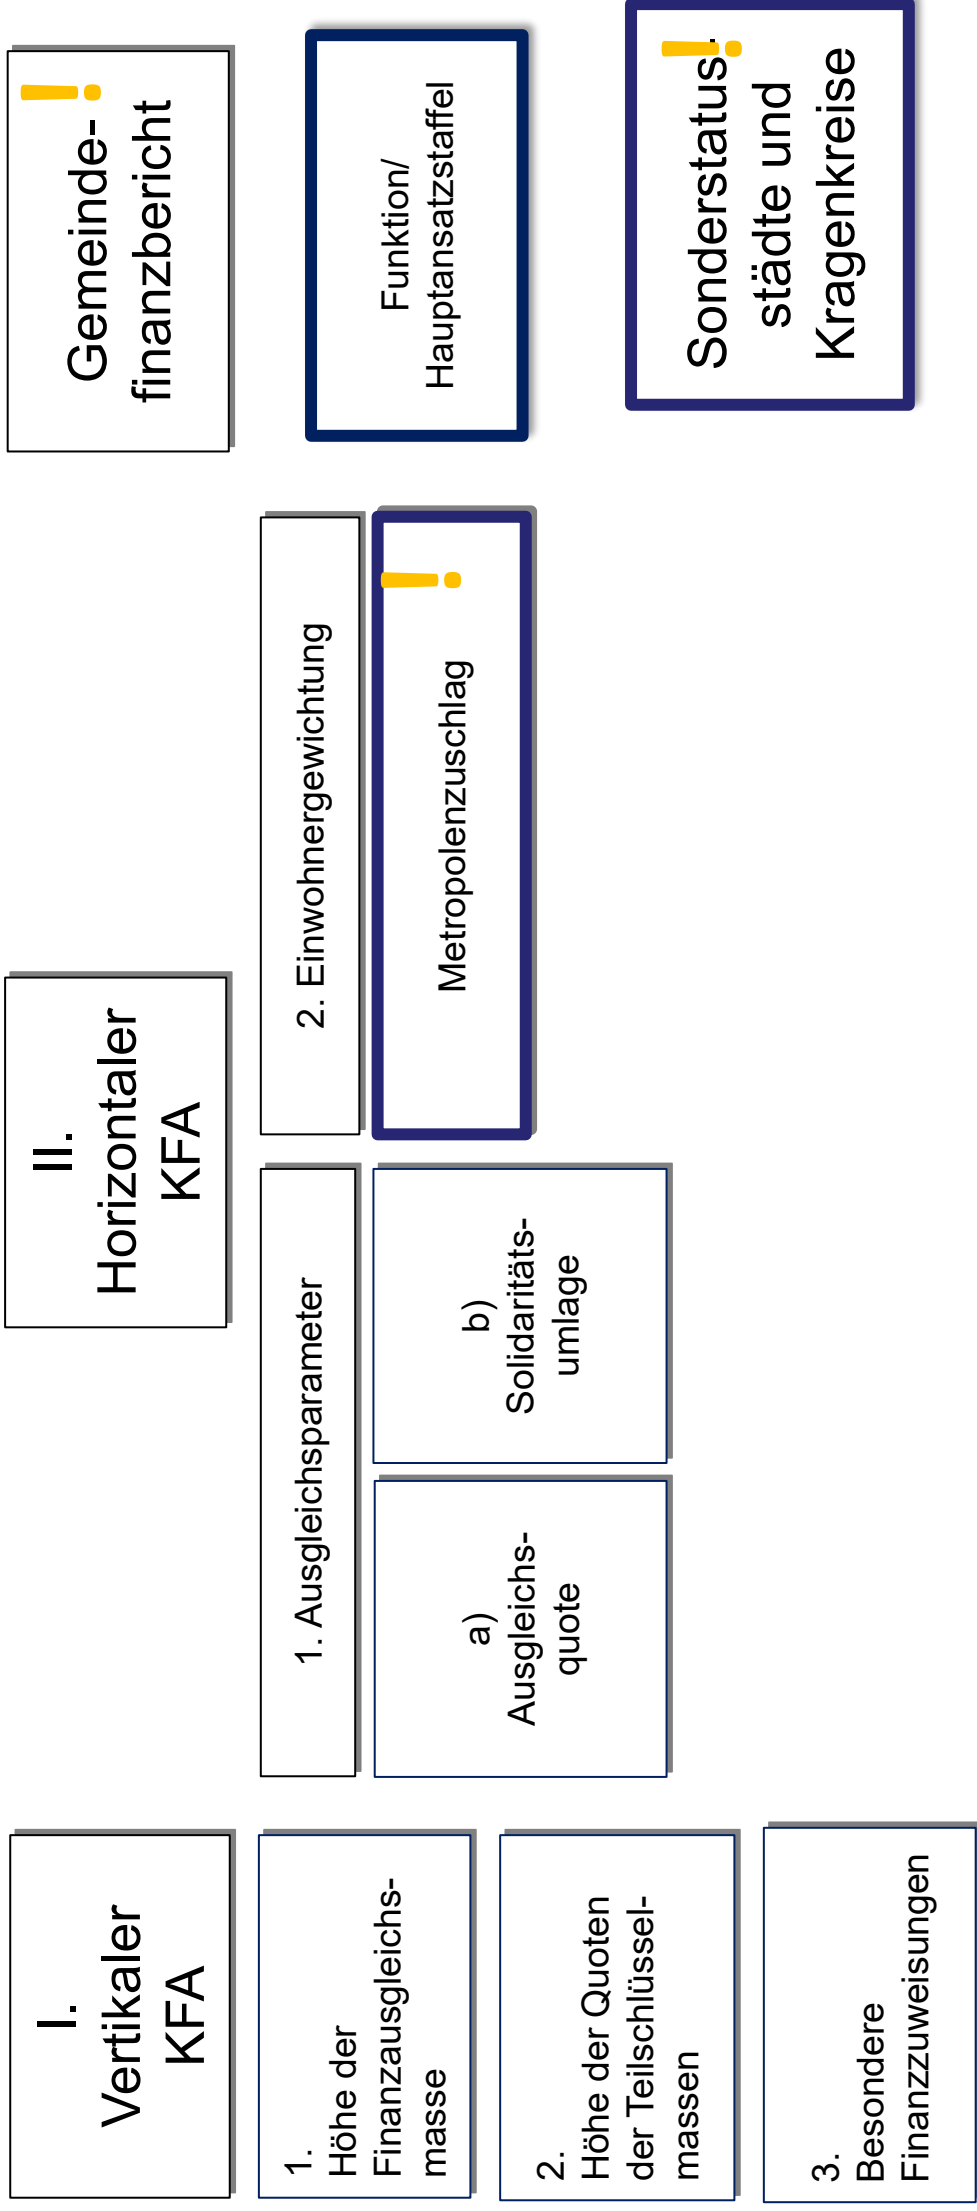 I.
Vertikaler
KFA
1.
Höhe der
Finanzausgleichs-
masse
2.
Höhe der Quoten
der Teilschlüssel-
massen
3.
Besondere
Finanzzuweisungen
II.
Horizontaler
KFA
1. Ausgleichsparameter
a)
Ausgleichs-
quote
b)
Solidaritäts-
umlage
2. Einwohnergewichtung
Metropolenzuschlag
!
Gemeinde-
finanzbericht
!
Funktion/
Hauptansatzstaffel
Sonderstatus-
städte und
Kragenkreise
!